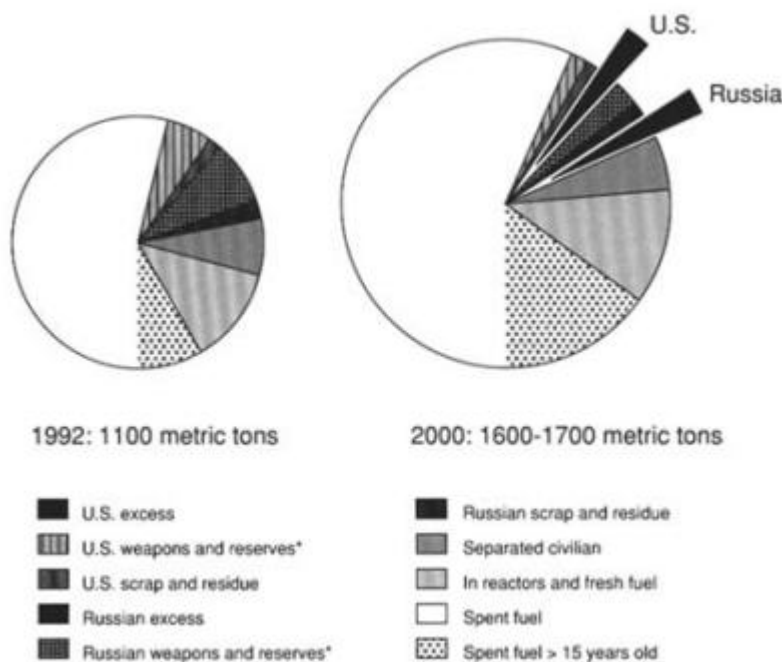 U.S.
Russia
1992: 1100 metric tons
2000: 1600-1700 metric tons
U.S. excess
U.S. weapons and reserves*
U.S. scrap and residue
Russian excess
Russian weapons and reserves*
Russian scrap and residue
Separated civilian
In reactors and fresh fuel
Spent fuel
Spent fuel > 15 years old